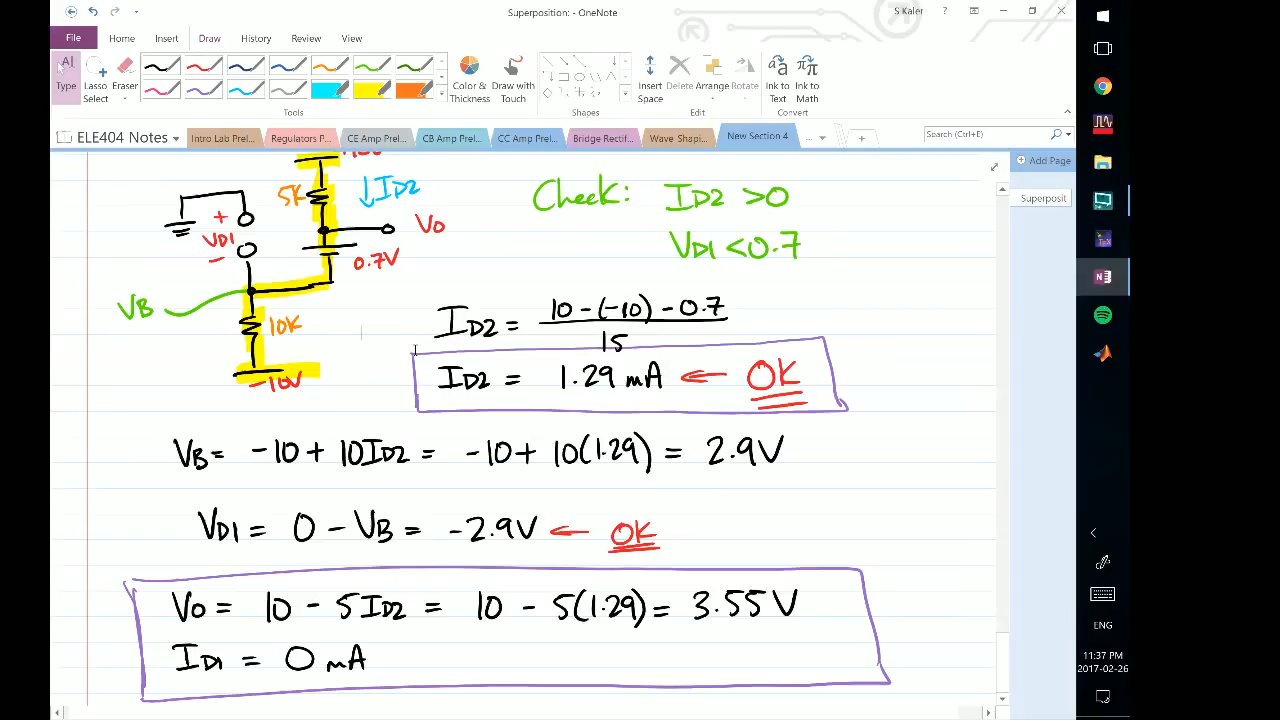 Superposition: - OneNote
S Kaler
?
File Home Insert Draw History Review View
Type
Lasso Select
Eraser
Color & Thickness
Draw with Touch
Insert Space
Delete
Arrange
Rotate
Ink to Text
Ink to Math
Tools
Shapes
Edit
Convert
ELE404 Notes
Intro Lab Prel...
Regulators P...
CE Amp Prel...
CB Amp Prel...
CC Amp Prel...
Bridge Rectif...
Wave-Shapi...
New Section 4
...
Search (Ctrl+E)
Add Page
Superposit
5K
↓ID2
+
VD1
−
Vo
0.7V
VB
10K
-10V
Check: ID2 >0
VD1 <0.7
ID2 = 10 - (-10) - 0.7
15
ID2 = 1.29 mA ← OK
VB = -10 + 10ID2 = -10 + 10(1.29) = 2.9V
VD1 = 0 - VB = -2.9V ← OK
Vo = 10 - 5ID2 = 10 - 5(1.29) = 3.55 V
ID1 = 0 mA
ENG
11:37 PM
2017-02-26